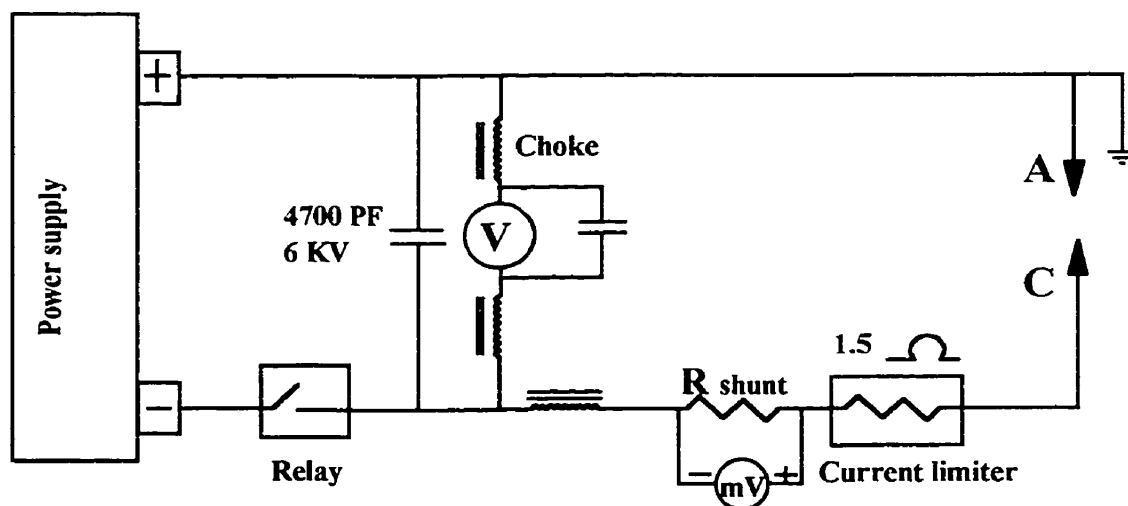 Power supply
+
Choke
4700 PF
6 KV
V
A
C
1.5 Ω
R shunt
−
Relay
− mV +
Current limiter